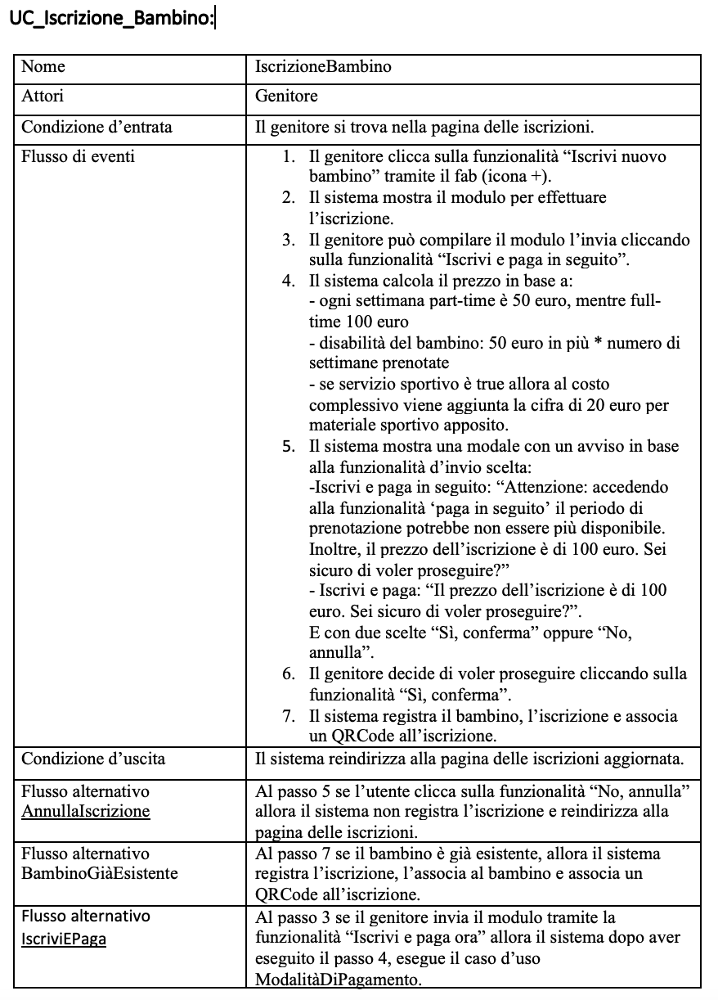 UC_Iscrizione_Bambino:
Nome
IscrizioneBambino
Attori
Genitore
Condizione d’entrata
Il genitore si trova nella pagina delle iscrizioni.
Flusso di eventi
1. Il genitore clicca sulla funzionalità “Iscrivi nuovo
bambino” tramite il fab (icona +).
2. Il sistema mostra il modulo per effettuare
l’iscrizione.
3. Il genitore può compilare il modulo l’invia cliccando
sulla funzionalità “Iscrivi e paga in seguito”.
4. Il sistema calcola il prezzo in base a:
- ogni settimana part-time è 50 euro, mentre full-
time 100 euro
- disabilità del bambino: 50 euro in più * numero di
settimane prenotate
- se servizio sportivo è true allora al costo
complessivo viene aggiunta la cifra di 20 euro per
materiale sportivo apposito.
5. Il sistema mostra una modale con un avviso in base
alla funzionalità d’invio scelta:
-Iscrivi e paga in seguito: “Attenzione: accedendo
alla funzionalità ‘paga in seguito’ il periodo di
prenotazione potrebbe non essere più disponibile.
Inoltre, il prezzo dell’iscrizione è di 100 euro. Sei
sicuro di voler proseguire?”
- Iscrivi e paga: “Il prezzo dell’iscrizione è di 100
euro. Sei sicuro di voler proseguire?”.
E con due scelte “Sì, conferma” oppure “No,
annulla”.
6. Il genitore decide di voler proseguire cliccando sulla
funzionalità “Sì, conferma”.
7. Il sistema registra il bambino, l’iscrizione e associa
un QRCode all’iscrizione.
Condizione d’uscita
Il sistema reindirizza alla pagina delle iscrizioni aggiornata.
Flusso alternativo
AnnullaIscrizione
Al passo 5 se l’utente clicca sulla funzionalità “No, annulla”
allora il sistema non registra l’iscrizione e reindirizza alla
pagina delle iscrizioni.
Flusso alternativo
BambinoGiàEsistente
Al passo 7 se il bambino è già esistente, allora il sistema
registra l’iscrizione, l’associa al bambino e associa un
QRCode all’iscrizione.
Flusso alternativo
IscriviEPaga
Al passo 3 se il genitore invia il modulo tramite la
funzionalità “Iscrivi e paga ora” allora il sistema dopo aver
eseguito il passo 4, esegue il caso d’uso
ModalitàDiPagamento.